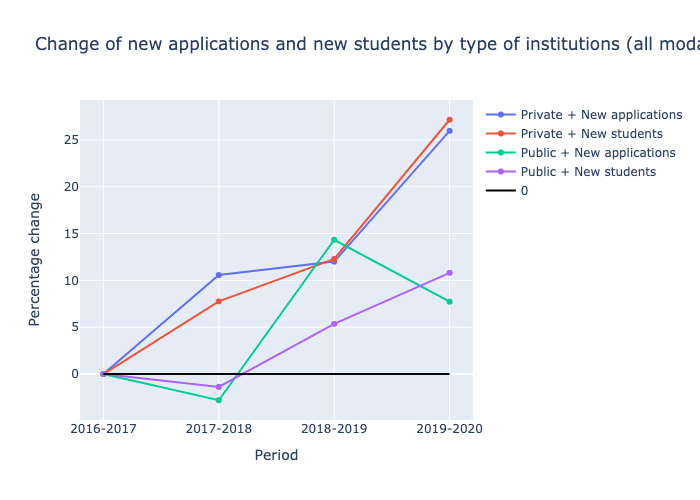 Change of new applications and new students by type of institutions (all
Private + New applications
Private + New students
Public + New applications
Public + New students
0
Percentage change
25
20
15
10
5
0
2016-2017 2017-2018 2018-2019 2019-2020
Period